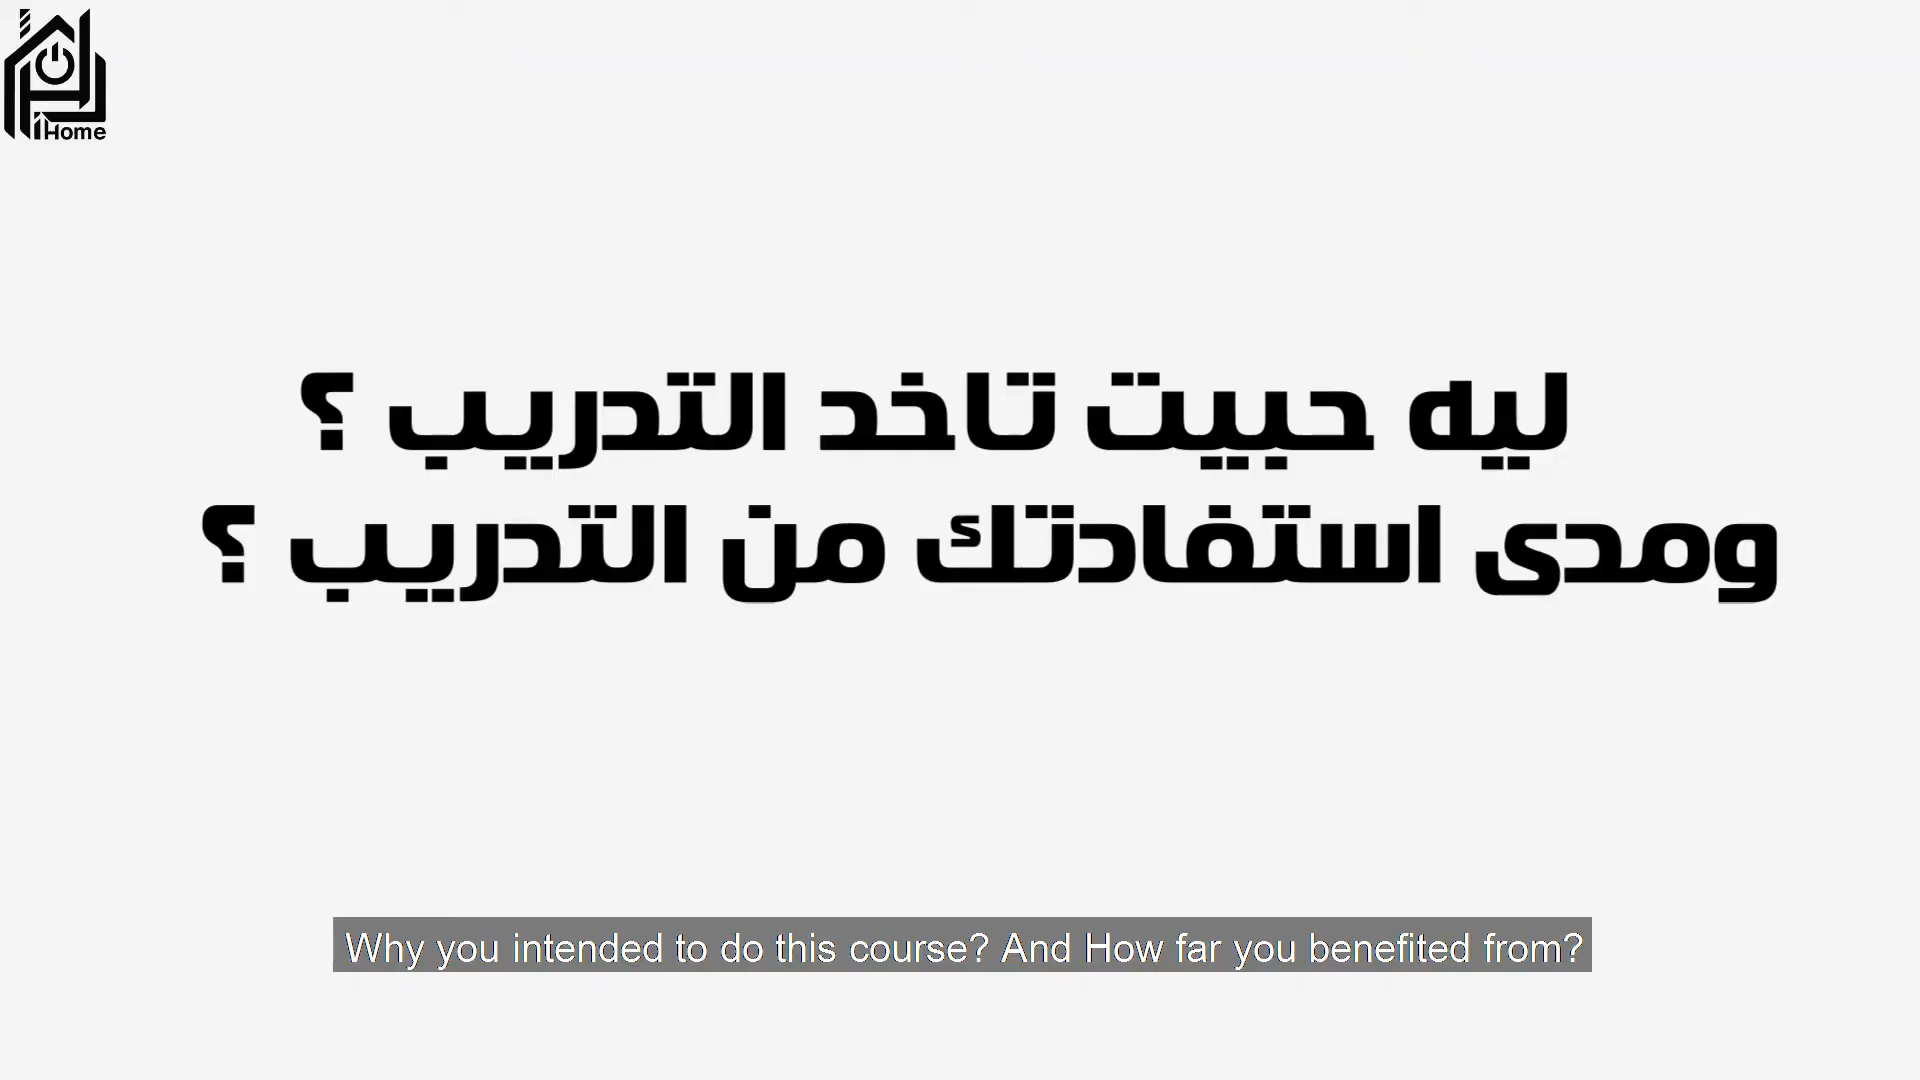 iHome
ليه حبيت تاخد التدريب ؟
ومدى استفادتك من التدريب ؟
Why you intended to do this course? And How far you benefited from?